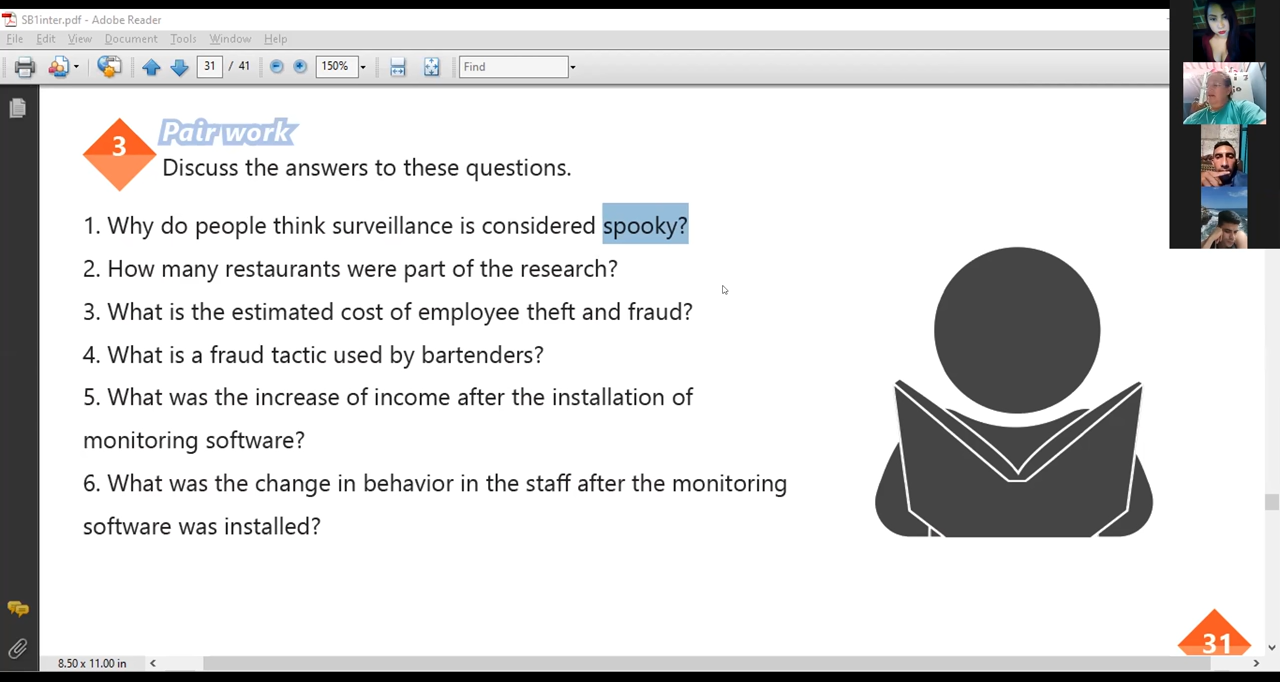 SB1inter.pdf - Adobe Reader
File Edit View Document Tools Window Help
31 / 41 150% Find
3 Pair work
Discuss the answers to these questions.
1. Why do people think surveillance is considered spooky?
2. How many restaurants were part of the research?
3. What is the estimated cost of employee theft and fraud?
4. What is a fraud tactic used by bartenders?
5. What was the increase of income after the installation of
monitoring software?
6. What was the change in behavior in the staff after the monitoring
software was installed?
31
8.50 x 11.00 in